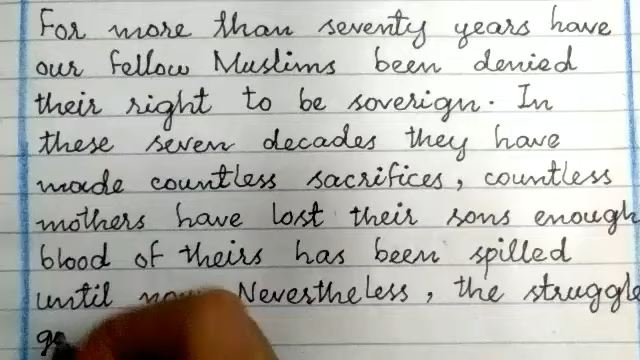 For more than seventy years have
our fellow Muslims been denied
their right to be soverign. In
these seven decades they have
made countless sacrifices, countless
mothers have lost their sons enough
blood of theirs has been spilled
until now. Nevertheless, the struggle